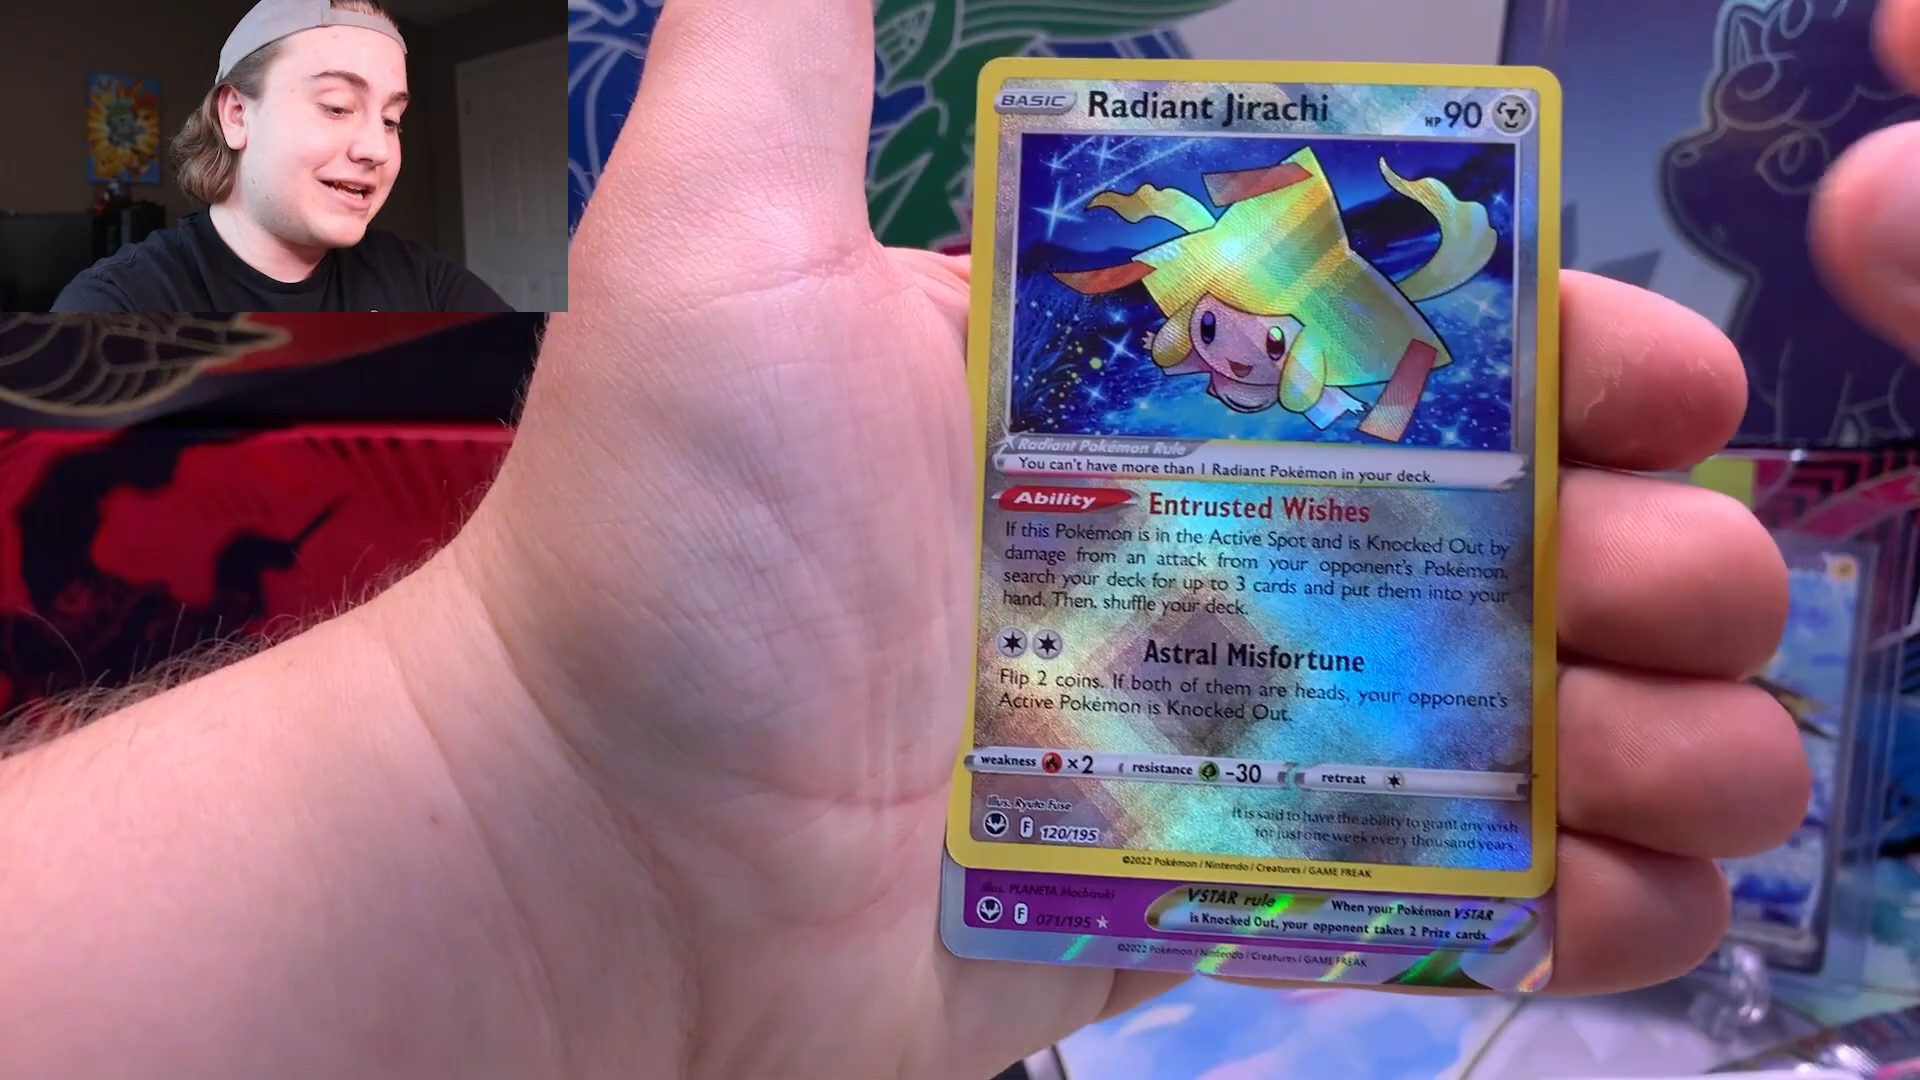 BASIC Radiant Jirachi HP 90
Radiant Pokémon Rule
You can't have more than 1 Radiant Pokémon in your deck.
Ability Entrusted Wishes
If this Pokémon is in the Active Spot and is Knocked Out by
damage from an attack from your opponent's Pokémon,
search your deck for up to 3 cards and put them into your
hand. Then, shuffle your deck.
Astral Misfortune
Flip 2 coins. If both of them are heads, your opponent's
Active Pokémon is Knocked Out.
weakness ×2 resistance -30 retreat
Illus. Ryuta Fuse
F 120/195
It is said to have the ability to grant any wish
for just one week every thousand years.
©2022 Pokémon / Nintendo / Creatures / GAME FREAK
Illus. PLANETA Mochizuki
F 071/195
VSTAR rule When your Pokémon VSTAR
is Knocked Out, your opponent takes 2 Prize cards.
©2022 Pokémon / Nintendo / Creatures / GAME FREAK